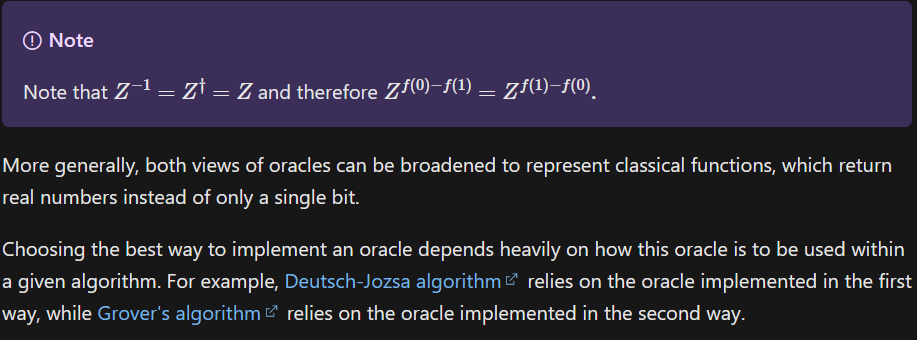 Note
Note that Z⁻¹ = Z† = Z and therefore Z^{f(0)−f(1)} = Z^{f(1)−f(0)}.
More generally, both views of oracles can be broadened to represent classical functions, which return
real numbers instead of only a single bit.
Choosing the best way to implement an oracle depends heavily on how this oracle is to be used within
a given algorithm. For example, Deutsch-Jozsa algorithm relies on the oracle implemented in the first
way, while Grover's algorithm relies on the oracle implemented in the second way.